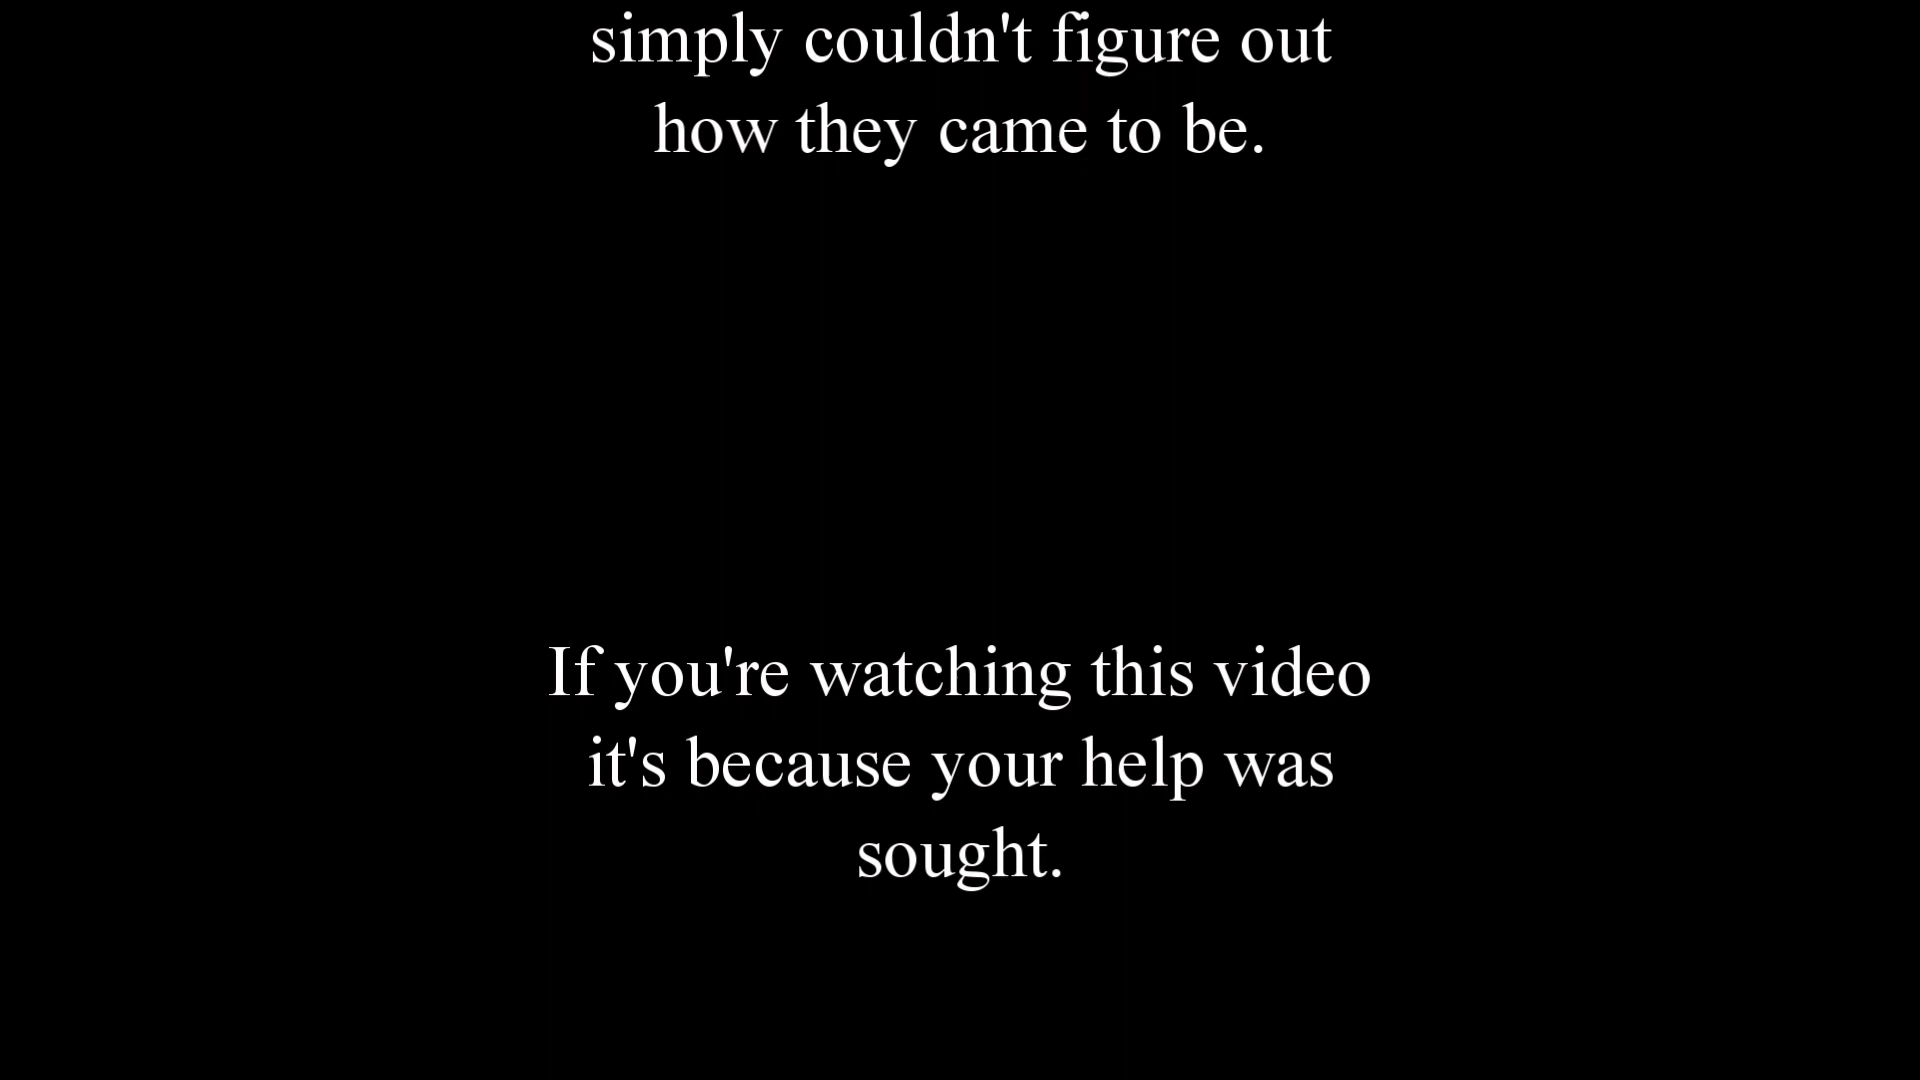 simply couldn't figure out
how they came to be.
If you're watching this video
it's because your help was
sought.